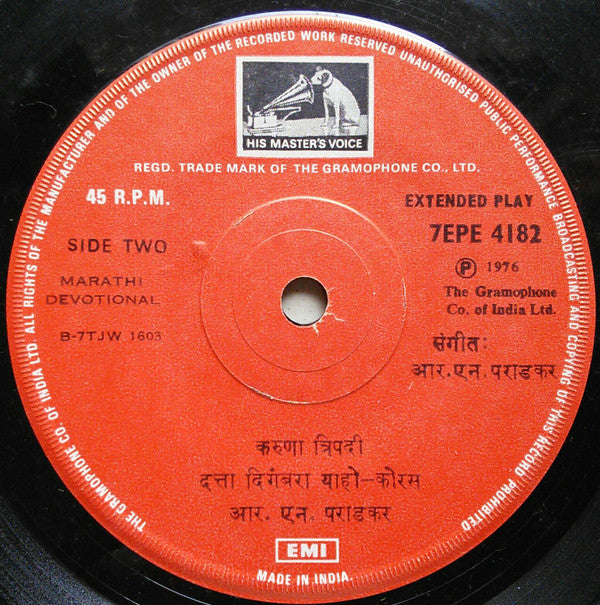 THE GRAMOPHONE CO. OF INDIA LTD. ALL RIGHTS OF THE MANUFACTURER AND OF THE OWNER OF THE RECORDED WORK RESERVED UNAUTHORISED PUBLIC PERFORMANCE BROADCASTING AND COPYING OF THIS RECORD PROHIBITED
HIS MASTER'S VOICE
REGD. TRADE MARK OF THE GRAMOPHONE CO., LTD.
45 R.P.M.
EXTENDED PLAY
7EPE 4182
SIDE TWO
MARATHI
DEVOTIONAL
B-7TJW 1603
Ⓟ 1976
The Gramophone
Co. of India Ltd.
संगीत:
आर. एन. पराडकर
करुणा त्रिपदी
दत्ता दिगंबरा याहो-कोरस
आर. एन. पराडकर
EMI
MADE IN INDIA.